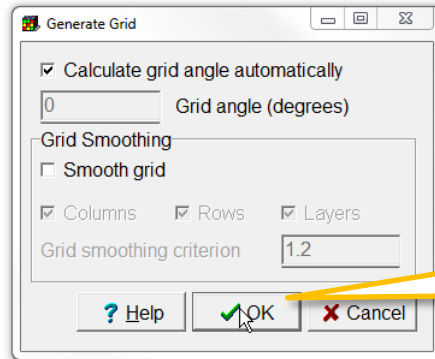 Generate Grid
Calculate grid angle automatically
0 Grid angle (degrees)
Grid Smoothing
Smooth grid
Columns Rows Layers
Grid smoothing criterion 1.2
? Help OK Cancel